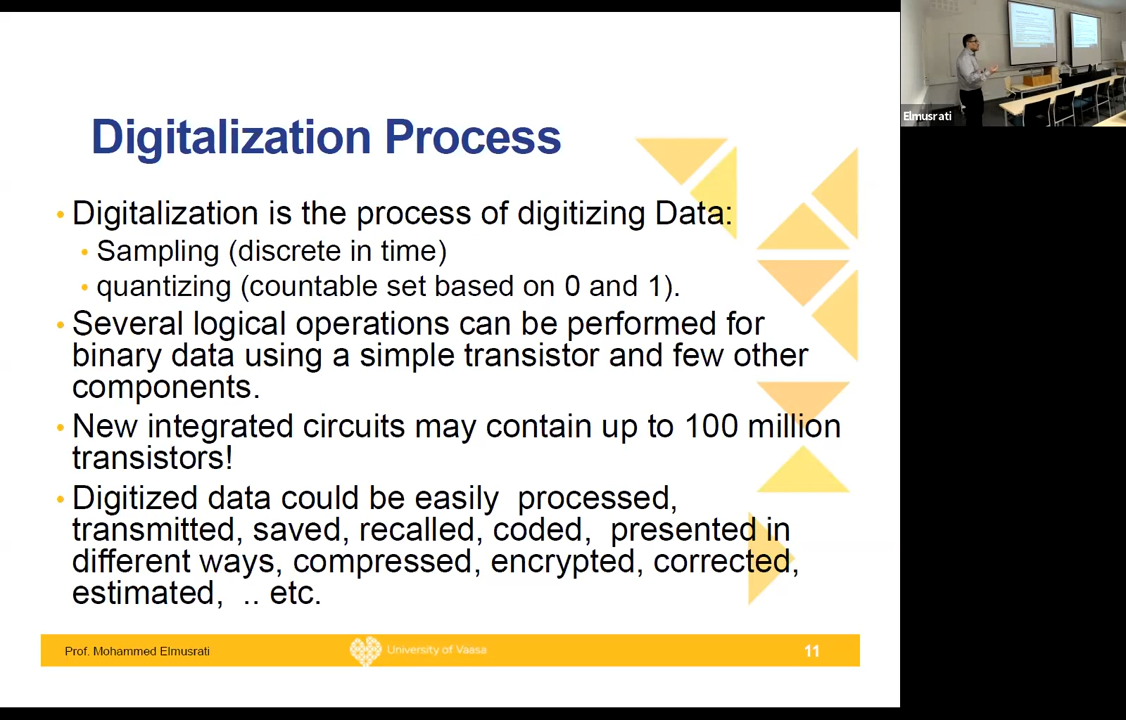 Digitalization Process
• Digitalization is the process of digitizing Data:
• Sampling (discrete in time)
• quantizing (countable set based on 0 and 1).
• Several logical operations can be performed for
binary data using a simple transistor and few other
components.
• New integrated circuits may contain up to 100 million
transistors!
• Digitized data could be easily processed,
transmitted, saved, recalled, coded, presented in
different ways, compressed, encrypted, corrected,
estimated, .. etc.
Prof. Mohammed Elmusrati
University of Vaasa
11
Elmusrati